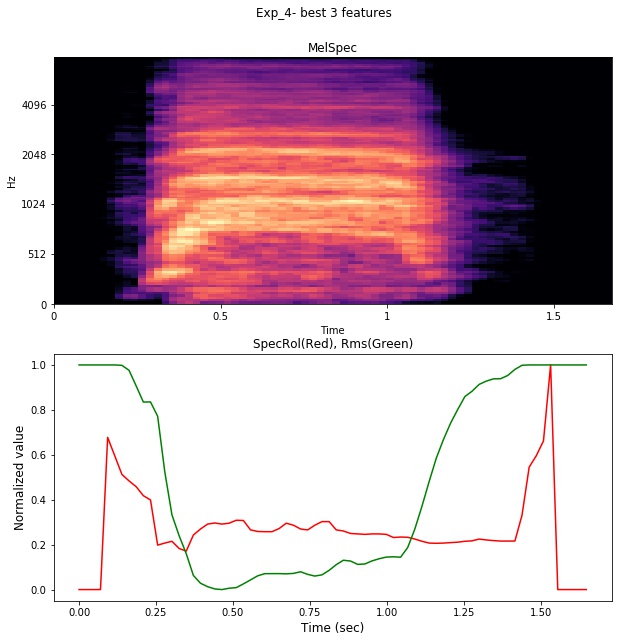 Exp_4- best 3 features
MelSpec
4096
2048
1024
512
0
Hz
0 0.5 1 1.5
Time
SpecRol(Red), Rms(Green)
1.0
0.8
0.6
0.4
0.2
0.0
Normalized value
0.00 0.25 0.50 0.75 1.00 1.25 1.50
Time (sec)